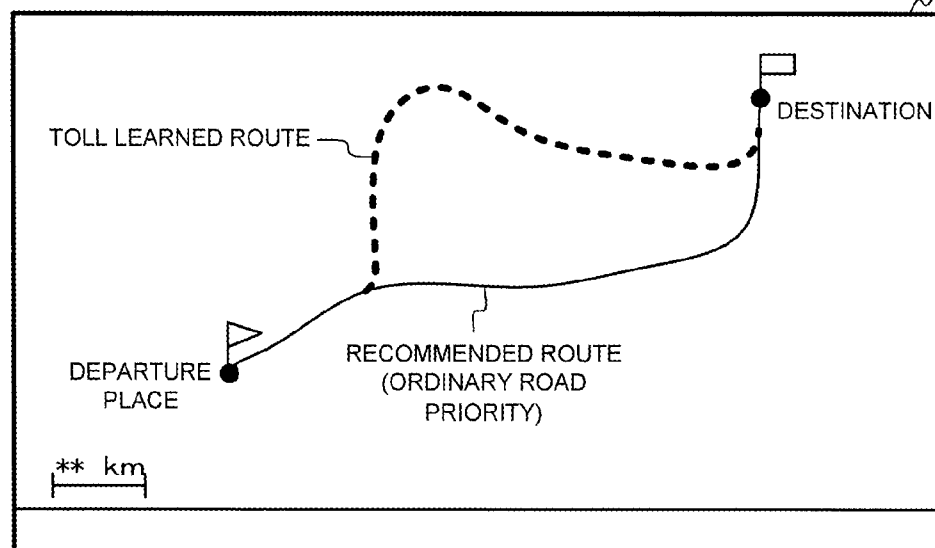 DESTINATION
TOLL LEARNED ROUTE
RECOMMENDED ROUTE
(ORDINARY ROAD
PRIORITY)
DEPARTURE
PLACE
** km